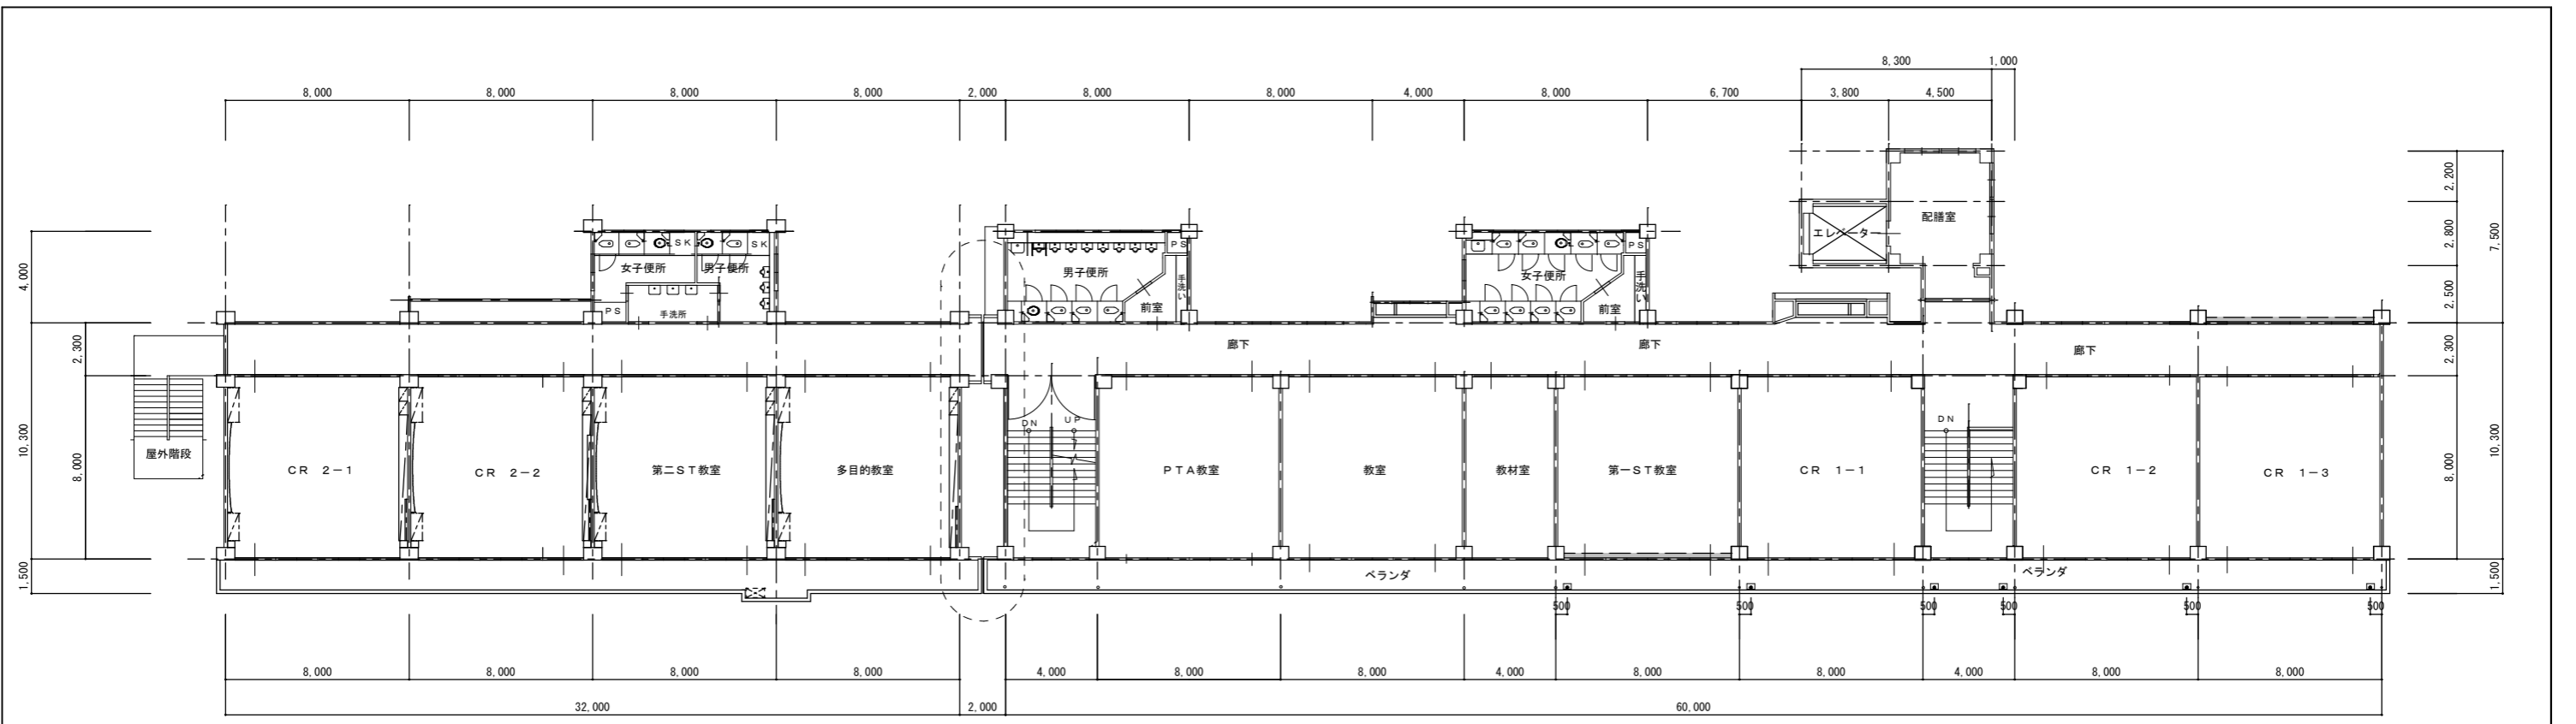 8,300 1,000
8,000 8,000 8,000 8,000 2,000 8,000 8,000 4,000 8,000 6,700 3,800 4,500
2,200
配膳室
エレベーター
2,800
7,500
SK SK PS PS
4,000
女子便所 男子便所 男子便所 手洗い 女子便所 手洗い
2,500
PS 手洗所 前室 前室
2,300 廊下 廊下 廊下 2,300
DN UP DN
屋外階段
10,300
8,000
CR 2-1
CR 2-2
第二ST教室
多目的教室
PTA教室
教室
教材室
第一ST教室
CR 1-1
CR 1-2
CR 1-3
8,000
10,300
1,500 ベランダ ベランダ 1,500
500 500 500 500 500 500
8,000 8,000 8,000 8,000 4,000 8,000 8,000 4,000 8,000 8,000 4,000 8,000 8,000
32,000 2,000 60,000